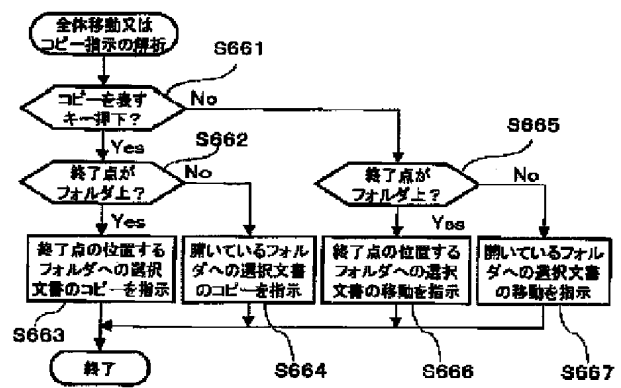 全体移動又は
コピー指示の解析
S661
コピーを表す
キー押下？
No
Yes
S662
終了点が
フォルダ上？
No
Yes
S665
終了点が
フォルダ上？
No
Yes
終了点の位置する
フォルダへの選択
文書のコピーを指示
S663
開いているフォル
ダへの選択文書
のコピーを指示
S664
終了点の位置する
フォルダへの選択
文書の移動を指示
S666
開いているフォル
ダへの選択文書
の移動を指示
S667
終了